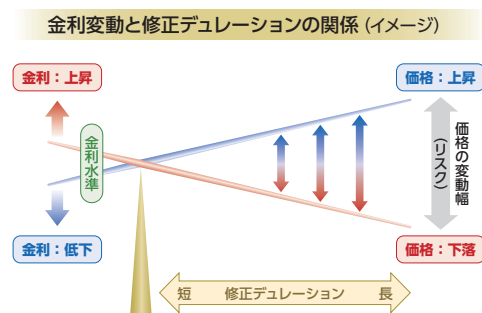 金利変動と修正デュレーションの関係（イメージ）
金利：上昇
価格：上昇
金利水準
価格の変動幅
（リスク）
金利：低下
価格：下落
短　修正デュレーション　長